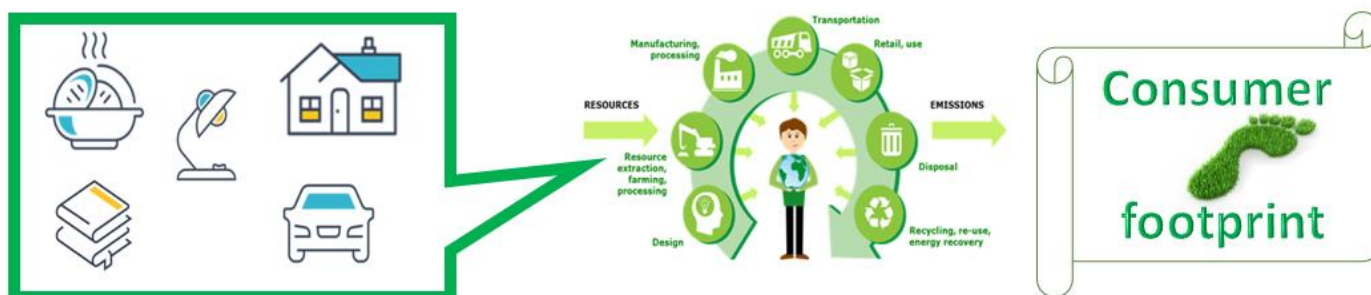 Transportation
Manufacturing,
processing
Retail, use
RESOURCES
EMISSIONS
Resource
extraction,
farming,
processing
Disposal
Design
Recycling, re-use,
energy recovery
Consumer
footprint